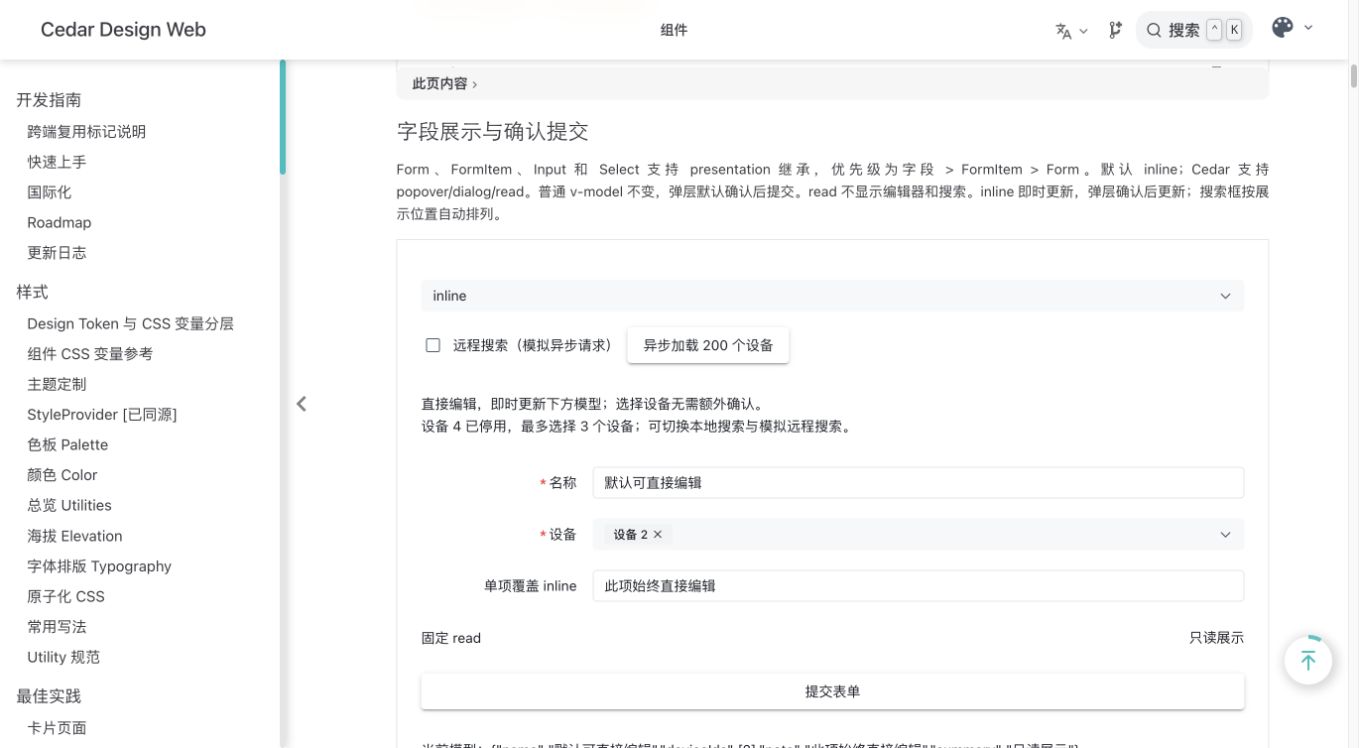 Cedar Design Web
组件
搜索 ^ K
开发指南
跨端复用标记说明
快速上手
国际化
Roadmap
更新日志
样式
Design Token 与 CSS 变量分层
组件 CSS 变量参考
主题定制
StyleProvider [已同源]
色板 Palette
颜色 Color
总览 Utilities
海拔 Elevation
字体排版 Typography
原子化 CSS
常用写法
Utility 规范
最佳实践
卡片页面
此页内容 ›
字段展示与确认提交
Form 、FormItem、Input 和 Select 支持 presentation 继承，优先级为字段 > FormItem > Form 。默认 inline；Cedar 支持
popover/dialog/read。普通 v-model 不变，弹层默认确认后提交。read 不显示编辑器和搜索。inline 即时更新，弹层确认后更新；搜索框按展
示位置自动排列。
inline
远程搜索（模拟异步请求） 异步加载 200 个设备
直接编辑，即时更新下方模型；选择设备无需额外确认。
设备 4 已停用，最多选择 3 个设备；可切换本地搜索与模拟远程搜索。
*名称 默认可直接编辑
*设备 设备 2 ×
单项覆盖 inline 此项始终直接编辑
固定 read 只读展示
提交表单